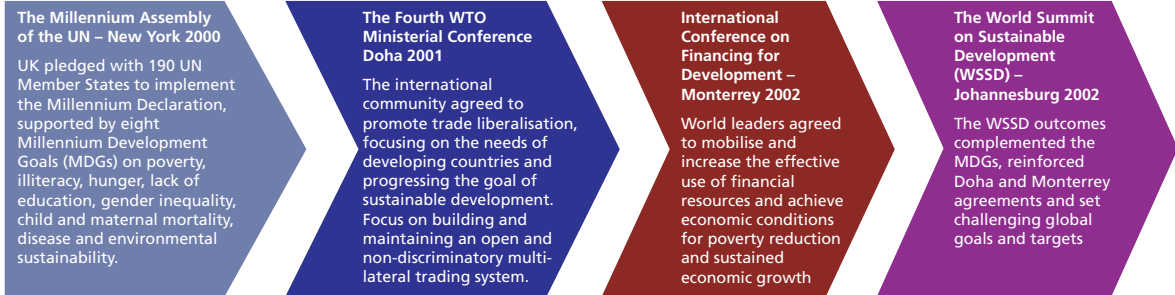 The Millennium Assembly
of the UN – New York 2000
UK pledged with 190 UN
Member States to implement
the Millennium Declaration,
supported by eight
Millennium Development
Goals (MDGs) on poverty,
illiteracy, hunger, lack of
education, gender inequality,
child and maternal mortality,
disease and environmental
sustainability.
The Fourth WTO
Ministerial Conference
Doha 2001
The international
community agreed to
promote trade liberalisation,
focusing on the needs of
developing countries and
progressing the goal of
sustainable development.
Focus on building and
maintaining an open and
non-discriminatory multi-
lateral trading system.
International
Conference on
Financing for
Development –
Monterrey 2002
World leaders agreed
to mobilise and
increase the effective
use of financial
resources and achieve
economic conditions
for poverty reduction
and sustained
economic growth
The World Summit
on Sustainable
Development
(WSSD) –
Johannesburg 2002
The WSSD outcomes
complemented the
MDGs, reinforced
Doha and Monterrey
agreements and set
challenging global
goals and targets